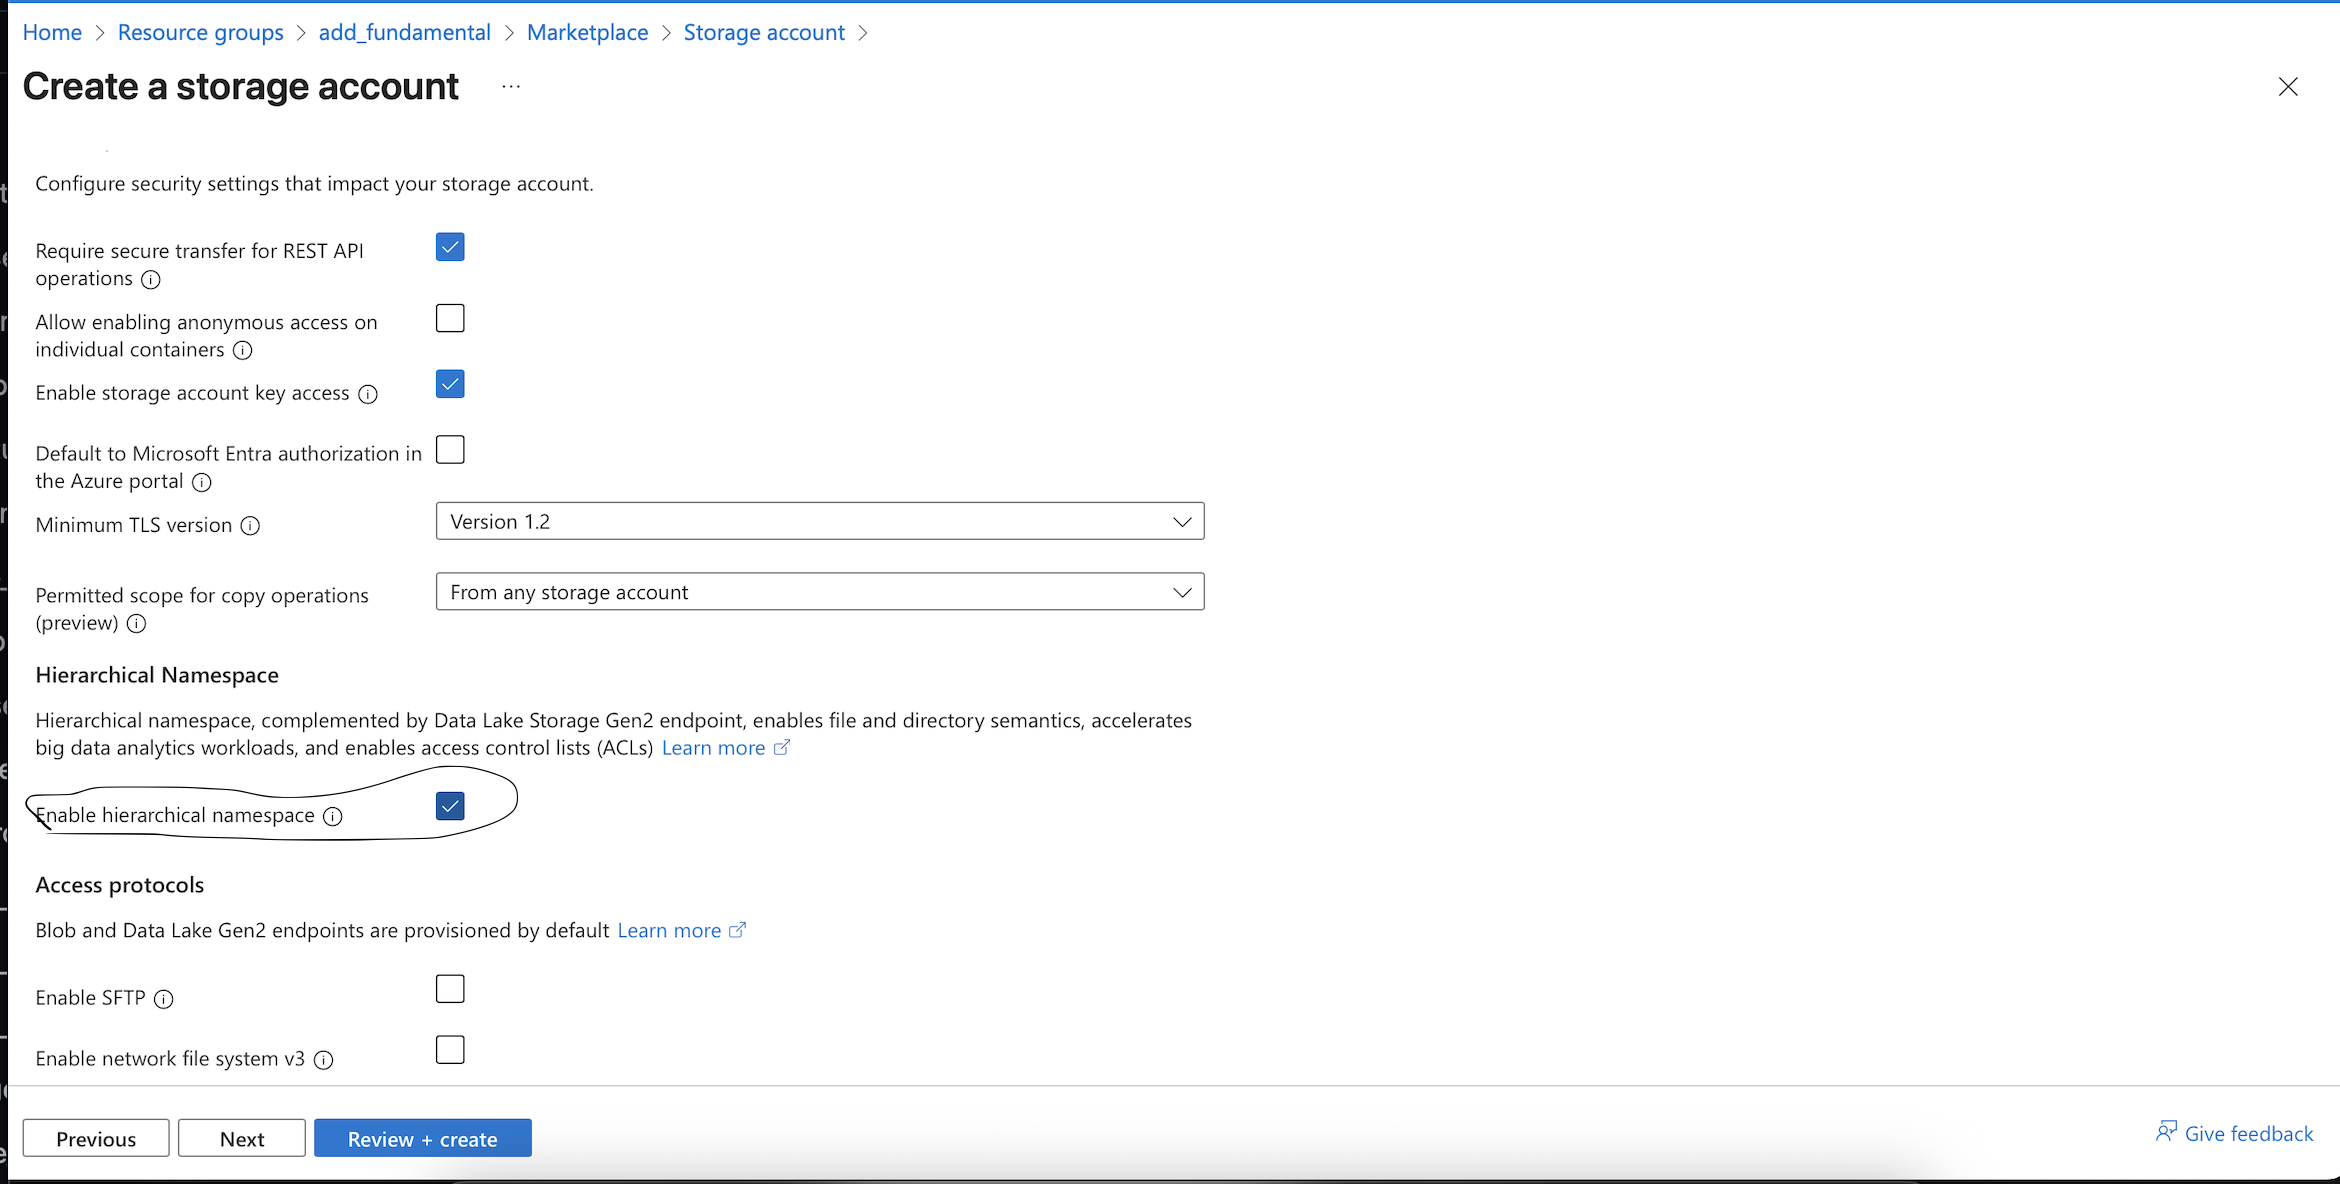 Home > Resource groups > add_fundamental > Marketplace > Storage account >
Create a storage account ...
Configure security settings that impact your storage account.
Require secure transfer for REST API
operations
Allow enabling anonymous access on
individual containers
Enable storage account key access
Default to Microsoft Entra authorization in
the Azure portal
Minimum TLS version
Version 1.2
Permitted scope for copy operations
(preview)
From any storage account
Hierarchical Namespace
Hierarchical namespace, complemented by Data Lake Storage Gen2 endpoint, enables file and directory semantics, accelerates
big data analytics workloads, and enables access control lists (ACLs) Learn more
Enable hierarchical namespace
Access protocols
Blob and Data Lake Gen2 endpoints are provisioned by default Learn more
Enable SFTP
Enable network file system v3
Previous
Next
Review + create
Give feedback